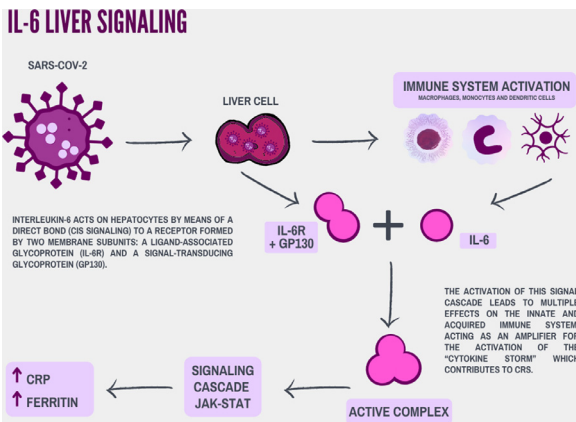 IL-6 LIVER SIGNALING
SARS-COV-2
LIVER CELL
IMMUNE SYSTEM ACTIVATION
MACROPHAGES, MONOCYTES AND DENDRITIC CELLS
INTERLEUKIN-6 ACTS ON HEPATOCYTES BY MEANS OF A
DIRECT BOND (CIS SIGNALING) TO A RECEPTOR FORMED
BY TWO MEMBRANE SUBUNITS: A LIGAND-ASSOCIATED
GLYCOPROTEIN (IL-6R) AND A SIGNAL-TRANSDUCING
GLYCOPROTEIN (GP130).
IL-6R
+ GP130
+
IL-6
THE ACTIVATION OF THIS SIGNAL
CASCADE LEADS TO MULTIPLE
EFFECTS ON THE INNATE AND
ACQUIRED IMMUNE SYSTEM,
ACTING AS AN AMPLIFIER FOR
THE ACTIVATION OF THE
“CYTOKINE STORM” WHICH
CONTRIBUTES TO CRS.
↑ CRP
↑ FERRITIN
SIGNALING
CASCADE
JAK-STAT
ACTIVE COMPLEX